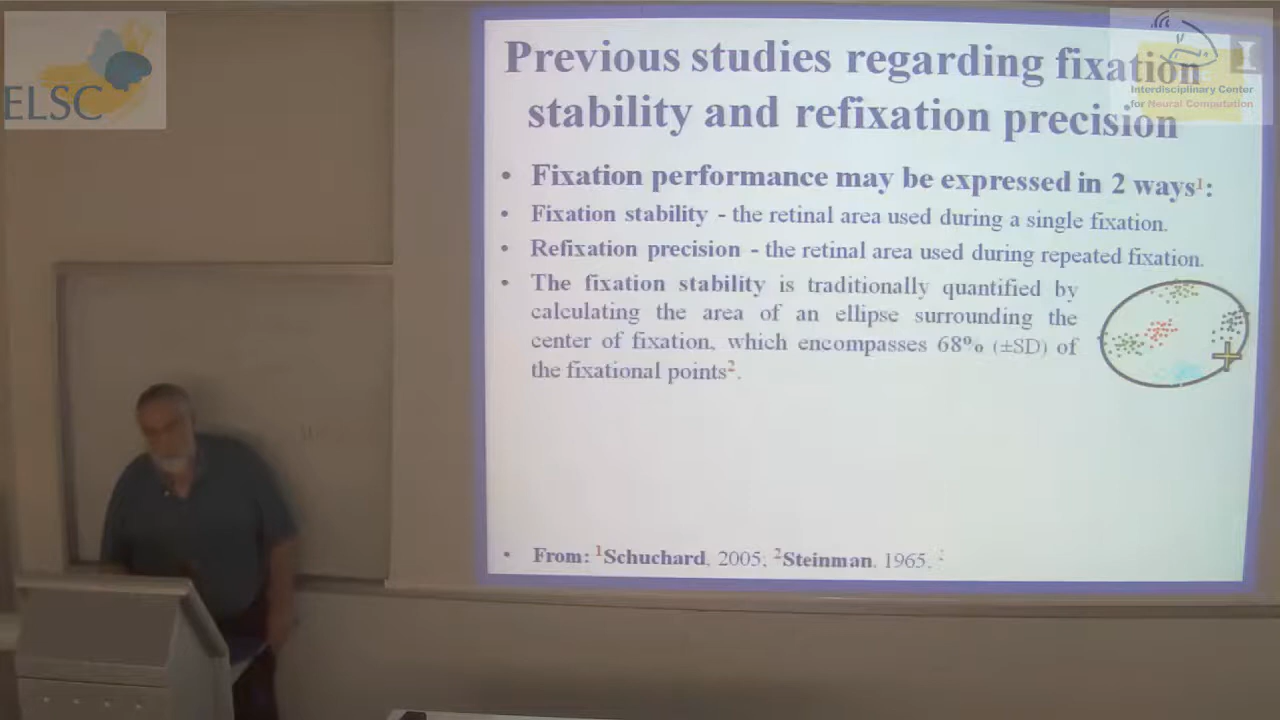 ELSC
Interdisciplinary Center
for Neural Computation
Previous studies regarding fixation
stability and refixation precision
• Fixation performance may be expressed in 2 ways¹:
• Fixation stability - the retinal area used during a single fixation.
• Refixation precision - the retinal area used during repeated fixation.
• The fixation stability is traditionally quantified by
calculating the area of an ellipse surrounding the
center of fixation, which encompasses 68% (±SD) of
the fixational points².
• From: ¹Schuchard, 2005; ²Steinman, 1965,